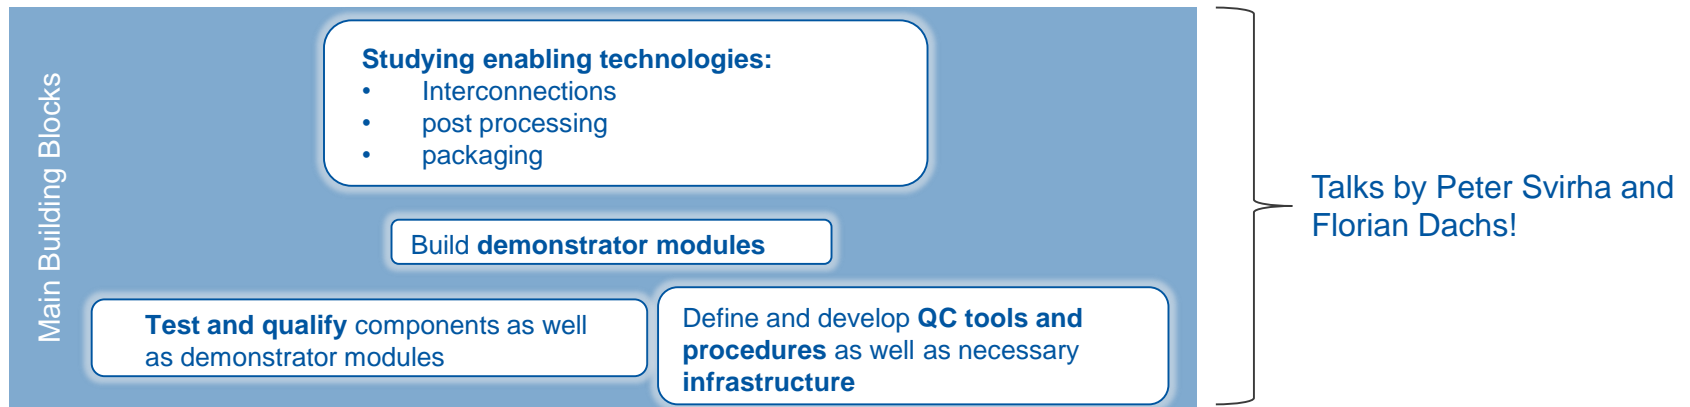 Main Building Blocks
Studying enabling technologies:
• Interconnections
• post processing
• packaging
Build demonstrator modules
Test and qualify components as well
as demonstrator modules
Define and develop QC tools and
procedures as well as necessary
infrastructure
Talks by Peter Svirha and
Florian Dachs!